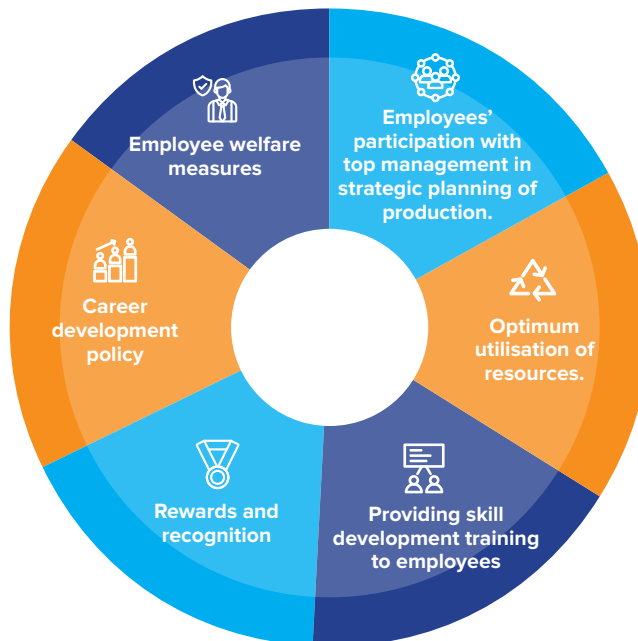 Employees'
participation with
top management in
strategic planning of
production.
Optimum
utilisation of
resources.
Providing skill
development training
to employees
Rewards and
recognition
Career
development
policy
Employee welfare
measures